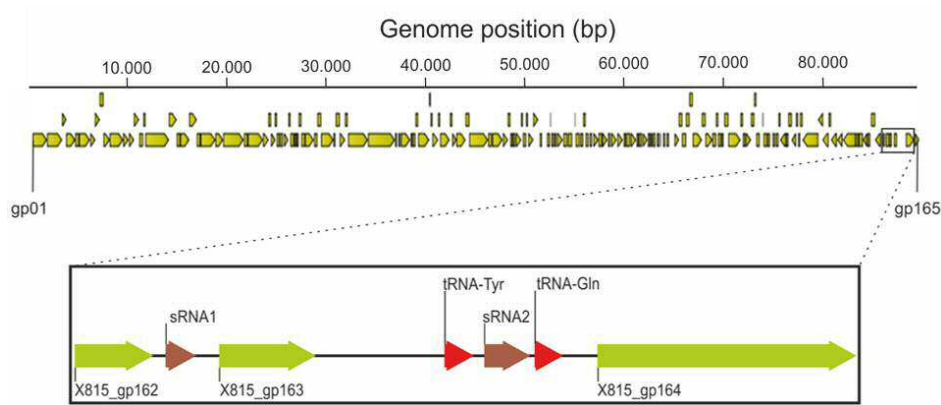 Genome position (bp)
10.000 20.000 30.000 40.000 50.000 60.000 70.000 80.000
gp01 gp165
tRNA-Tyr tRNA-Gln
sRNA1 sRNA2
X815_gp162 X815_gp163 X815_gp164